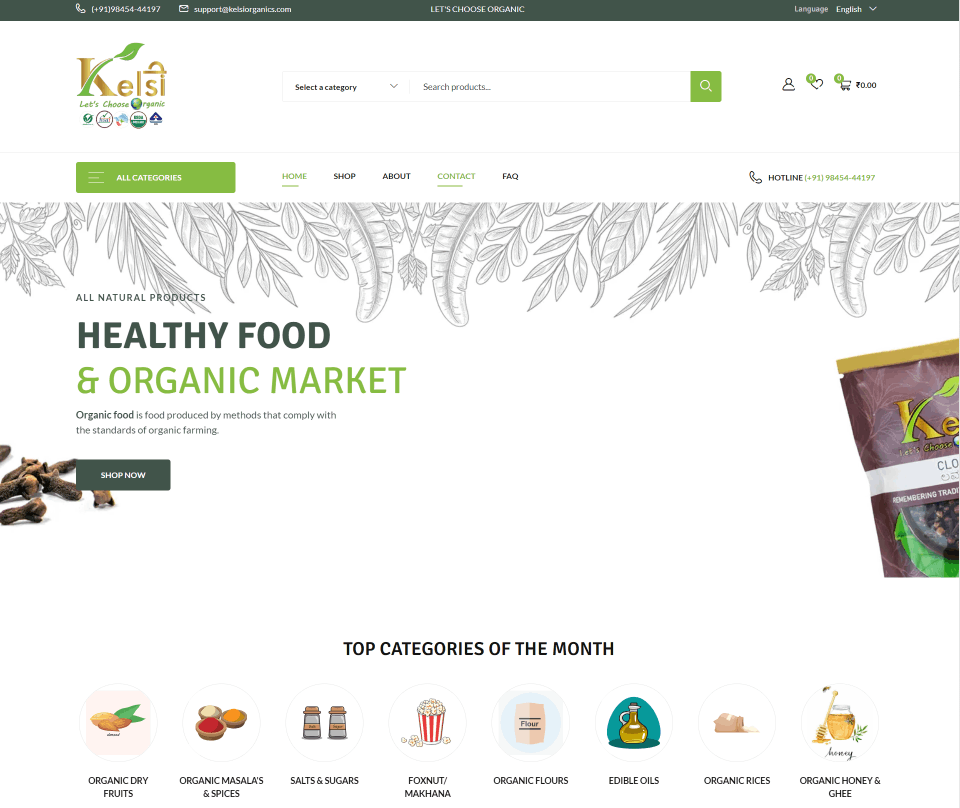 (+91)98454-44197
support@kelsiorganics.com
LET'S CHOOSE ORGANIC
Language English
Kelsi
Let's Choose Organic
Select a category
Search products...
0
0
₹0.00
ALL CATEGORIES
HOME
SHOP
ABOUT
CONTACT
FAQ
HOTLINE (+91) 98454-44197
ALL NATURAL PRODUCTS
HEALTHY FOOD
& ORGANIC MARKET
Organic food is food produced by methods that comply with
the standards of organic farming.
SHOP NOW
Ke
Let's Choose
CLO
ಲವ
REMEMBERING TRADI
TOP CATEGORIES OF THE MONTH
almond
Flour
honey
ORGANIC DRY
FRUITS
ORGANIC MASALA'S
& SPICES
SALTS & SUGARS
FOXNUT/
MAKHANA
ORGANIC FLOURS
EDIBLE OILS
ORGANIC RICES
ORGANIC HONEY &
GHEE